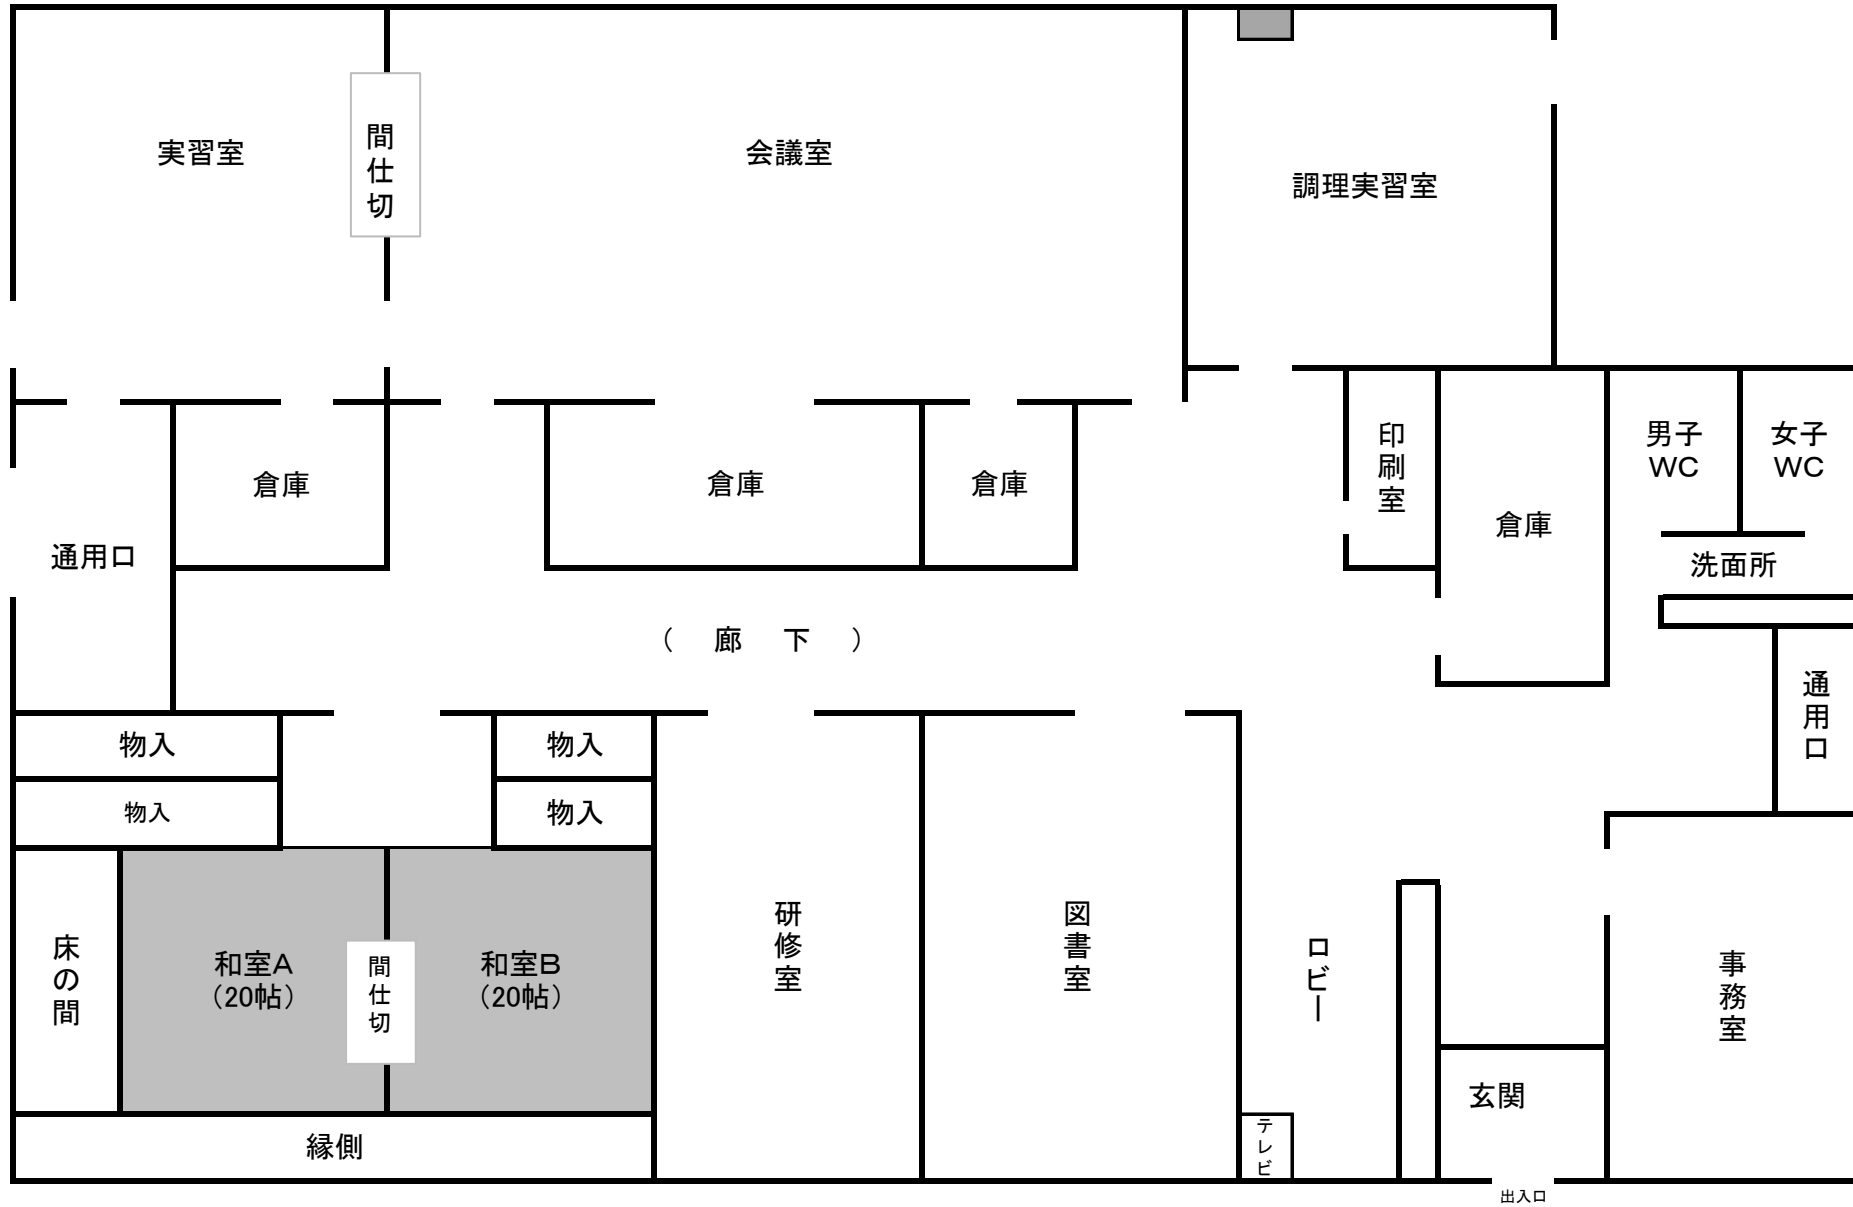 実習室
間仕切
会議室
調理実習室
倉庫
倉庫
倉庫
印刷室
倉庫
男子
WC
女子
WC
洗面所
通用口
（　廊　下　）
通用口
物入
物入
物入
物入
床の間
和室A
（20帖）
間仕切
和室B
（20帖）
研修室
図書室
ロビー
事務室
玄関
テレビ
縁側
出入口